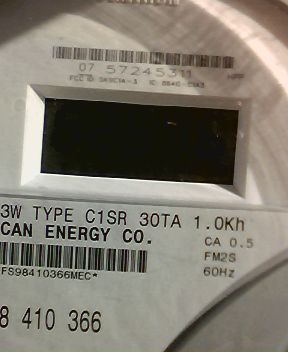 07 57245311
HPP
3W TYPE C1SR 30TA 1.0Kh
CAN ENERGY CO.
CA 0.5
FM2S
60Hz
FS98410366MEC*
8 410 366